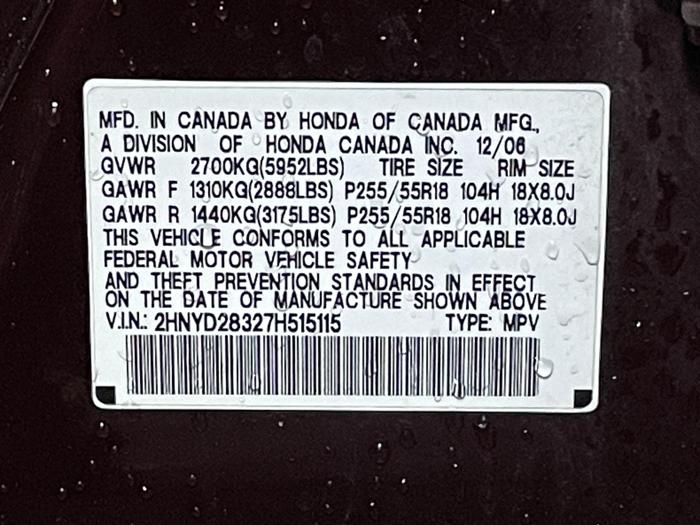 MFD. IN CANADA BY HONDA OF CANADA MFG.,
A DIVISION OF HONDA CANADA INC. 12/06
GVWR 2700KG(5952LBS) TIRE SIZE RIM SIZE
GAWR F 1310KG(2888LBS) P255/55R18 104H 18X8.0J
GAWR R 1440KG(3175LBS) P255/55R18 104H 18X8.0J
THIS VEHICLE CONFORMS TO ALL APPLICABLE
FEDERAL MOTOR VEHICLE SAFETY
AND THEFT PREVENTION STANDARDS IN EFFECT
ON THE DATE OF MANUFACTURE SHOWN ABOVE
V.I.N.: 2HNYD28327H515115 TYPE: MPV